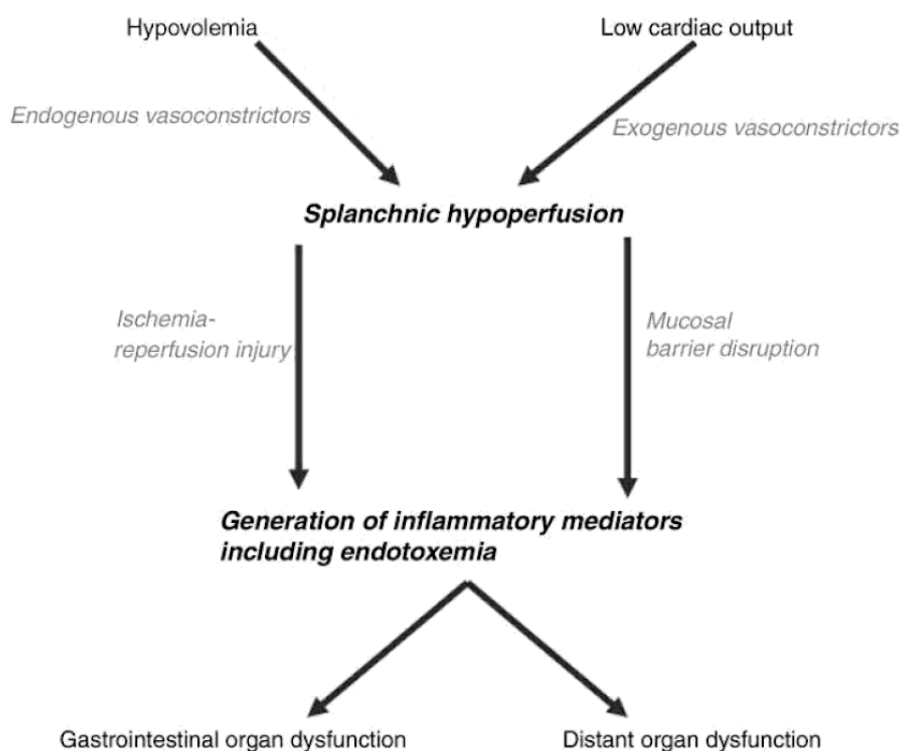 Hypovolemia
Low cardiac output
Endogenous vasoconstrictors
Exogenous vasoconstrictors
Splanchnic hypoperfusion
Ischemia-
reperfusion injury
Mucosal
barrier disruption
Generation of inflammatory mediators
including endotoxemia
Gastrointestinal organ dysfunction
Distant organ dysfunction